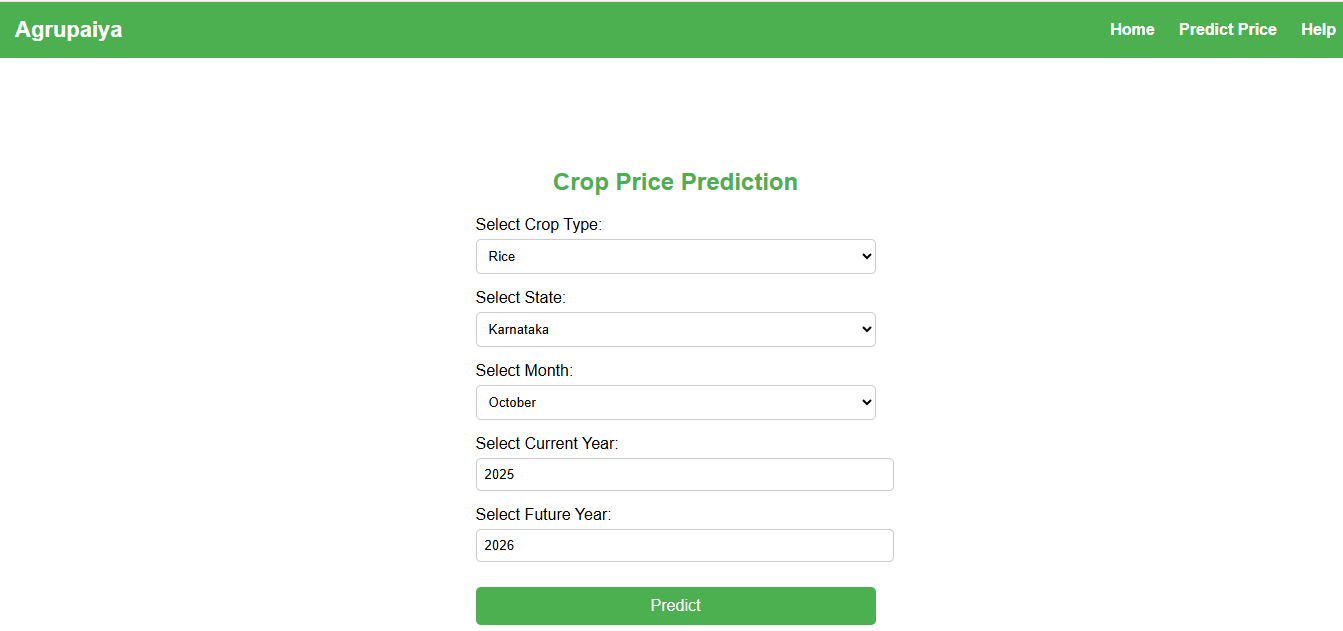 Agrupaiya
Home Predict Price Help
Crop Price Prediction
Select Crop Type:
Rice
Select State:
Karnataka
Select Month:
October
Select Current Year:
2025
Select Future Year:
2026
Predict